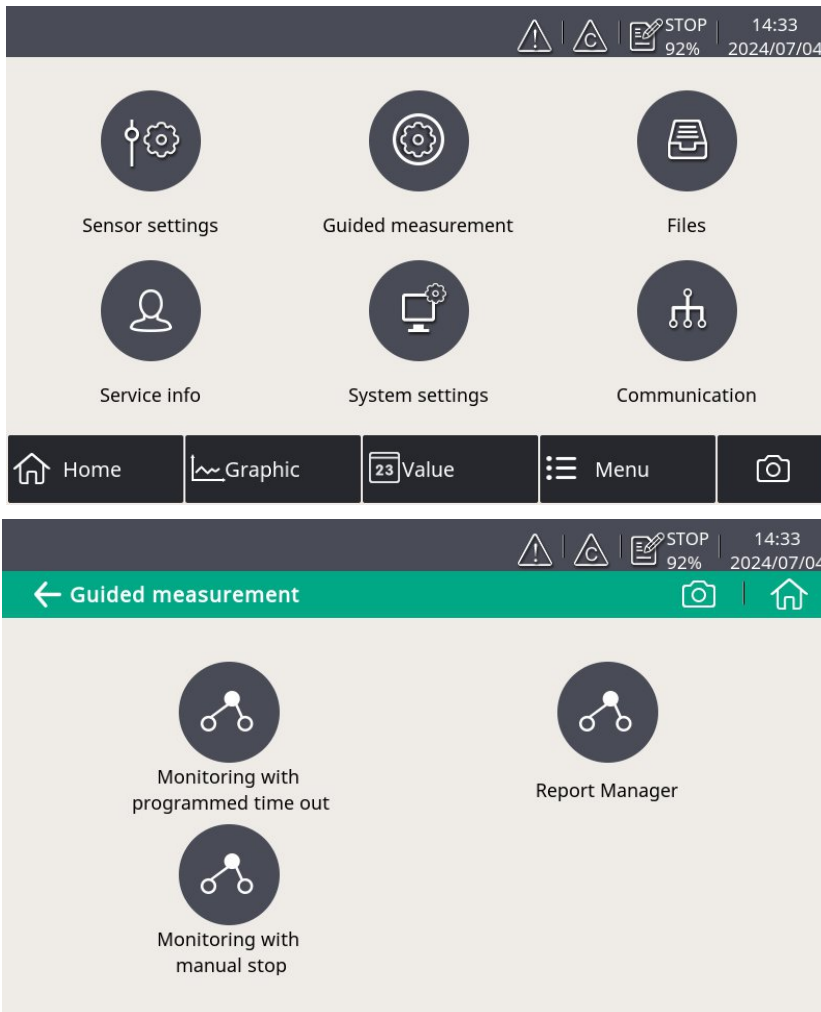 STOP 14:33
92% 2024/07/04
Sensor settings Guided measurement Files
Service info System settings Communication
Home Graphic 23 Value Menu
STOP 14:33
92% 2024/07/04
Guided measurement
Monitoring with
programmed time out
Report Manager
Monitoring with
manual stop